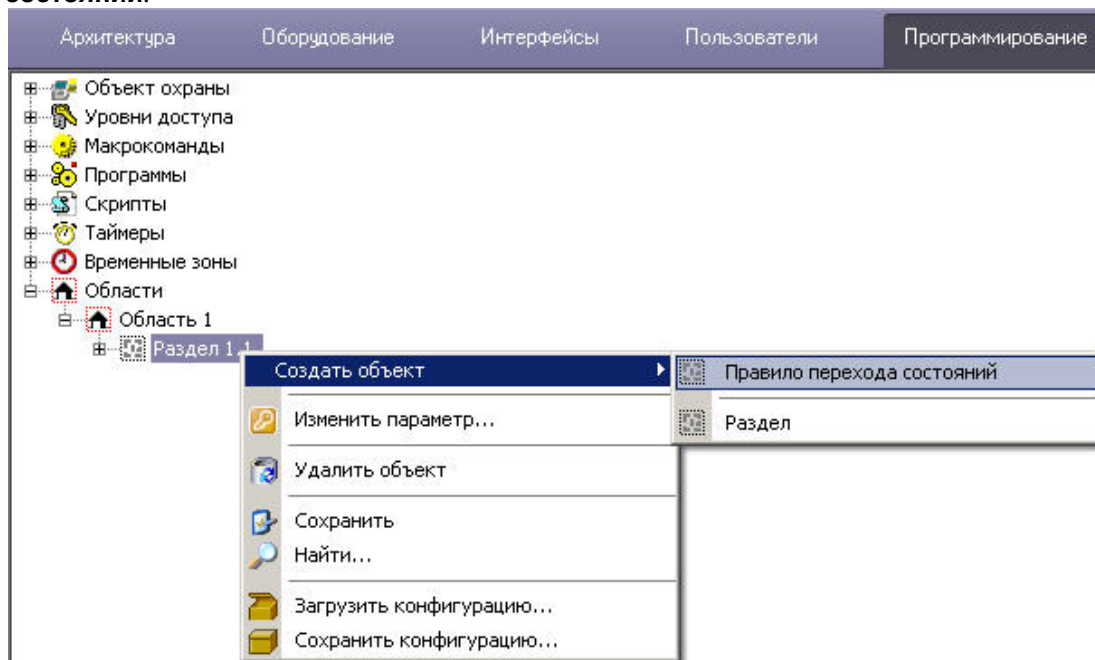 состояний.
Архитектура Оборудование Интерфейсы Пользователи Программирование
Объект охраны
Уровни доступа
Макрокоманды
Программы
Скрипты
Таймеры
Временные зоны
Области
Область 1
Раздел 1.1
Создать объект
Правило перехода состояний
Изменить параметр...
Раздел
Удалить объект
Сохранить
Найти...
Загрузить конфигурацию...
Сохранить конфигурацию...